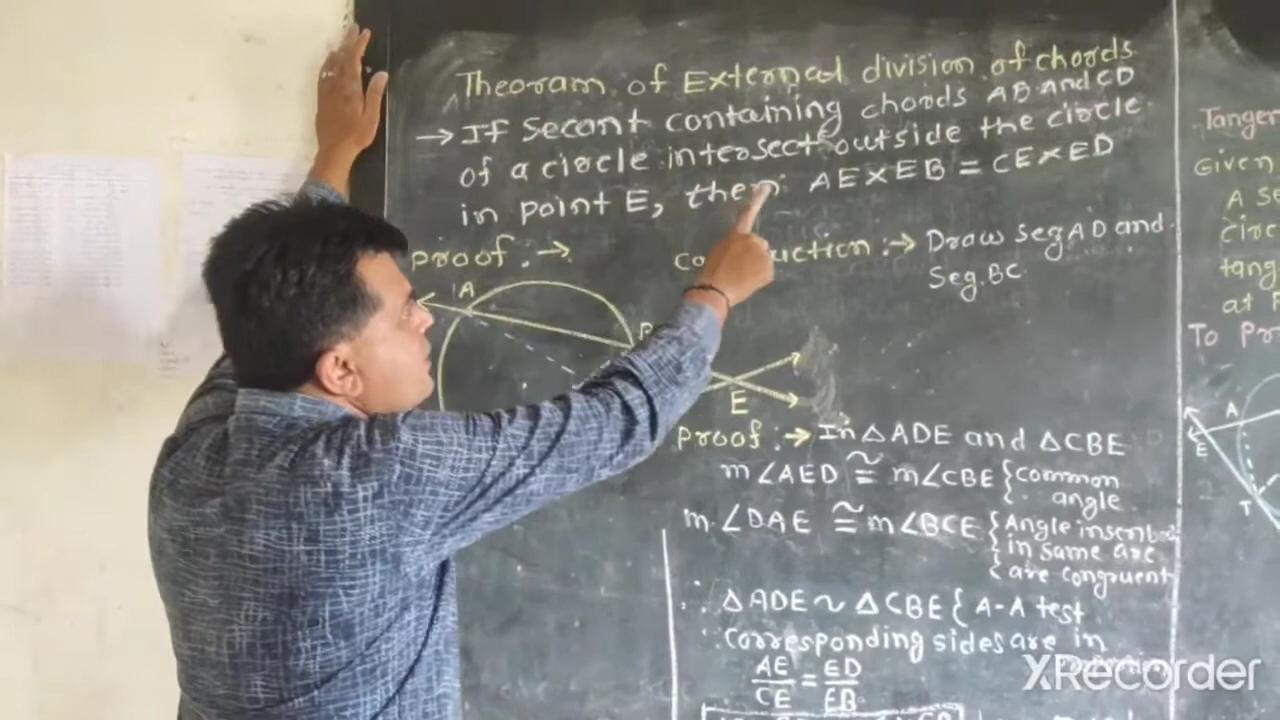 Theoram of External division of chords
→ If secant containing chords AB and CD
of a circle intersect outside the circle
in point E, then AE×EB = CE×ED
Proof :→
→ Draw seg AD and
Seg. BC
A
E
Proof :→ In △ADE and △CBE
m∠AED ≅ m∠CBE { common
angle
m ∠DAE ≅ m∠BCE { Angle inscribed
in same arc
are congruent
∴ △ADE ~ △CBE { A-A test
corresponding sides are in
AE/CE = ED/EB
Given
A se
circ
tang
at P
To Pro
A
E
T
XRecorder